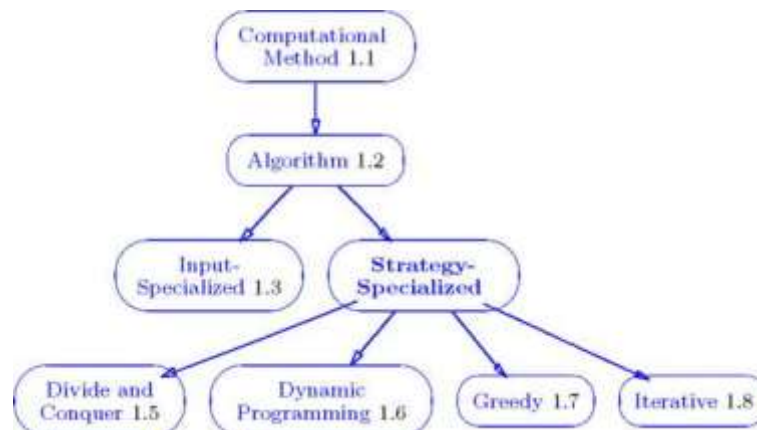 Computational
Method 1.1
Algorithm 1.2
Input-
Specialized 1.3
Strategy-
Specialized
Divide and
Conquer 1.5
Dynamic
Programming 1.6
Greedy 1.7
Iterative 1.8